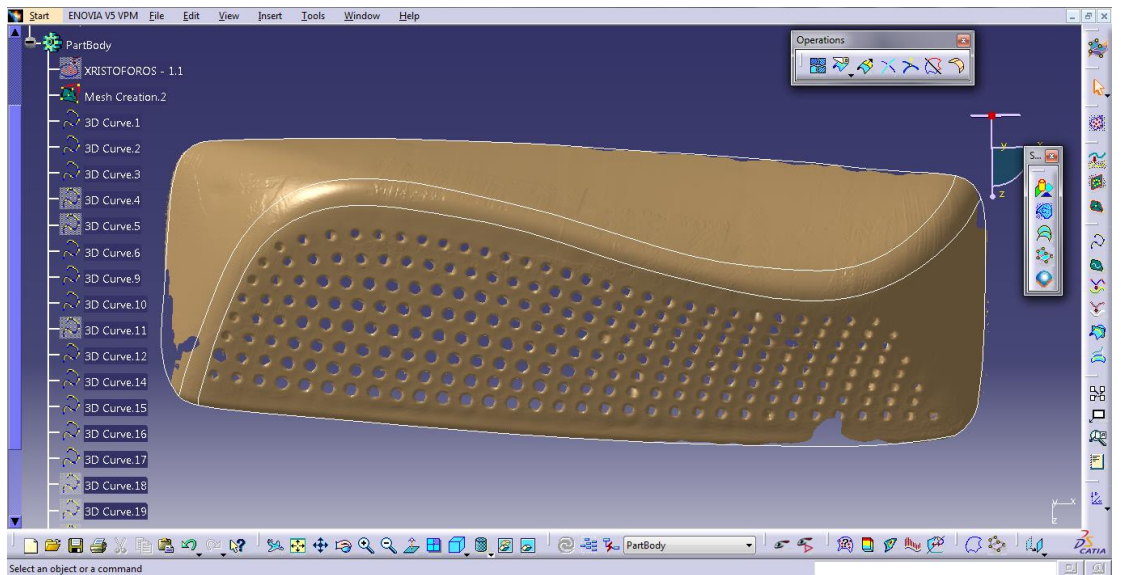 Start ENOVIA V5 VPM File Edit View Insert Tools Window Help
PartBody
XRISTOFOROS - 1.1
Mesh Creation.2
3D Curve.1
3D Curve.2
3D Curve.3
3D Curve.4
3D Curve.5
3D Curve.6
3D Curve.9
3D Curve.10
3D Curve.11
3D Curve.12
3D Curve.14
3D Curve.15
3D Curve.16
3D Curve.17
3D Curve.18
3D Curve.19
Operations
y x
z
S...
y x
z
PartBody
CATIA
Select an object or a command